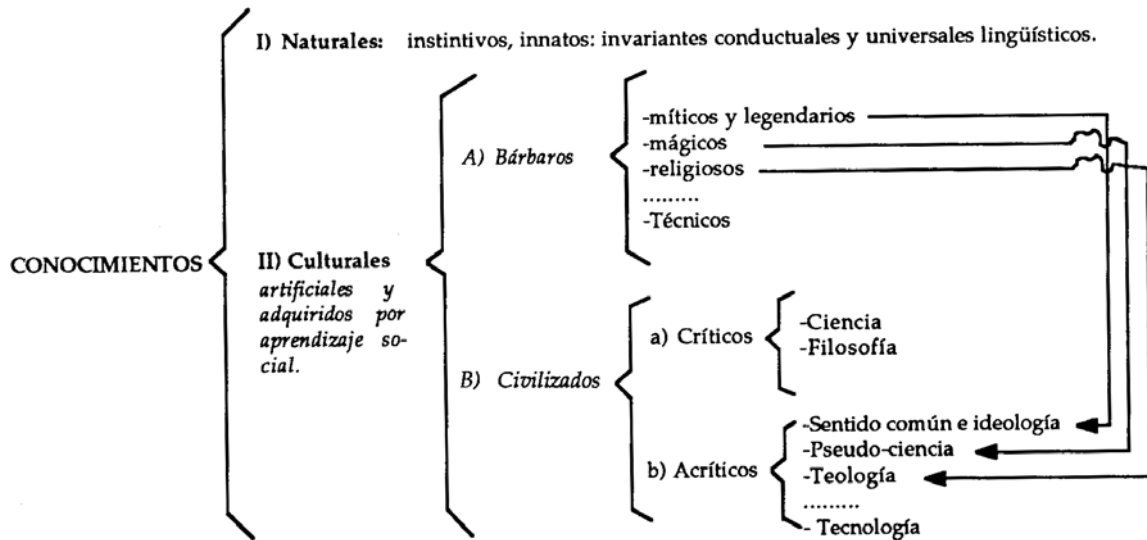 I) Naturales: instintivos, innatos: invariantes conductuales y universales lingüísticos.
-míticos y legendarios
-mágicos
A) Bárbaros
-religiosos
.........
-Técnicos
CONOCIMIENTOS
II) Culturales
artificiales y
adquiridos por
aprendizaje so-
cial.
-Ciencia
a) Críticos
-Filosofía
B) Civilizados
-Sentido común e ideología
-Pseudo-ciencia
b) Acríticos
-Teología
.........
- Tecnología